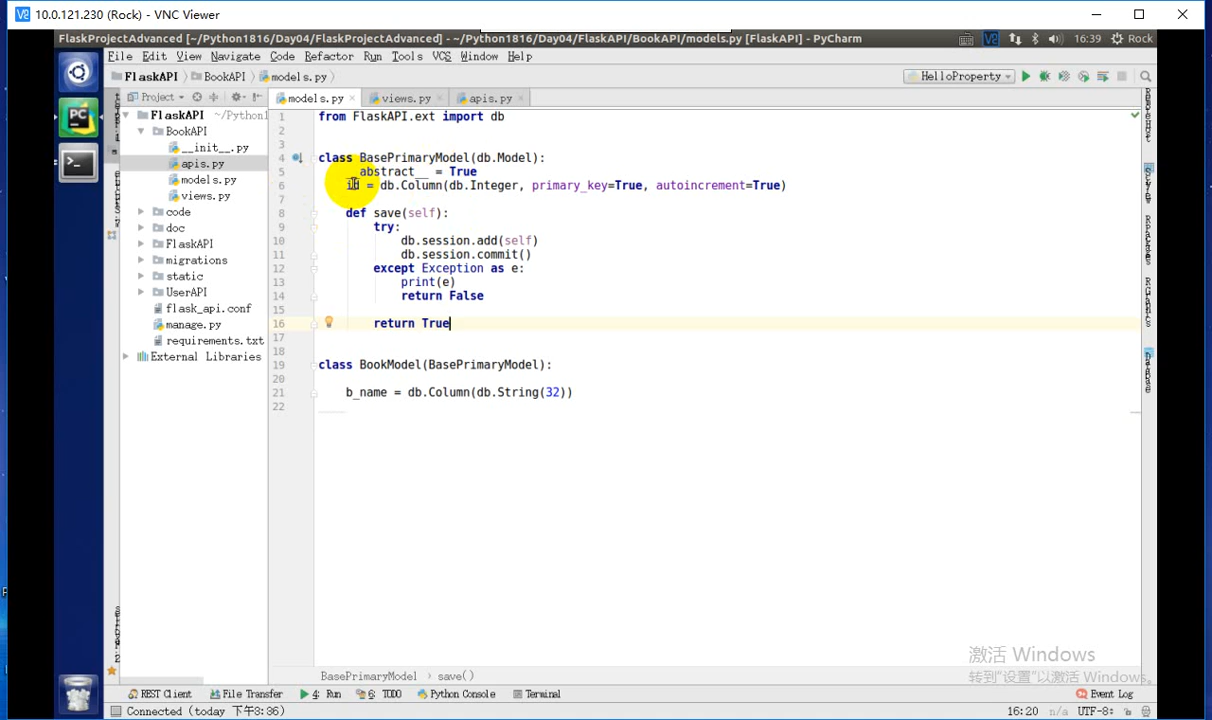 10.0.121.230 (Rock) - VNC Viewer
FlaskProjectAdvanced [~/Python1816/Day04/FlaskProjectAdvanced] - ~/Python1816/Day04/FlaskAPI/BookAPI/models.py [FlaskAPI] - PyCharm
16:39 Rock
File Edit View Navigate Code Refactor Run Tools VCS Window Help
FlaskAPI BookAPI models.py
HelloProperty
Project
models.py views.py apis.py
FlaskAPI ~/Python1
BookAPI
__init__.py
apis.py
models.py
views.py
code
doc
FlaskAPI
migrations
static
UserAPI
flask_api.conf
manage.py
requirements.txt
External Libraries
1 from FlaskAPI.ext import db
2
3
4 class BasePrimaryModel(db.Model):
5 __abstract__ = True
6 id = db.Column(db.Integer, primary_key=True, autoincrement=True)
7
8 def save(self):
9 try:
10 db.session.add(self)
11 db.session.commit()
12 except Exception as e:
13 print(e)
14 return False
15
16 return True
17
18
19 class BookModel(BasePrimaryModel):
20
21 b_name = db.Column(db.String(32))
22
Database
BasePrimaryModel save()
激活 Windows
转到"设置"以激活 Windows。
REST Client File Transfer 4: Run 6: TODO Python Console Terminal Event Log
Connected (today 下午3:36) 16:20 n/a UTF-8